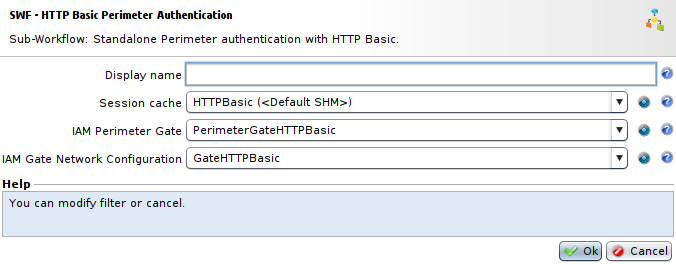 SWF - HTTP Basic Perimeter Authentication
Sub-Workflow: Standalone Perimeter authentication with HTTP Basic.
Display name
Session cache HTTPBasic (<Default SHM>)
IAM Perimeter Gate PerimeterGateHTTPBasic
IAM Gate Network Configuration GateHTTPBasic
Help
You can modify filter or cancel.
Ok Cancel